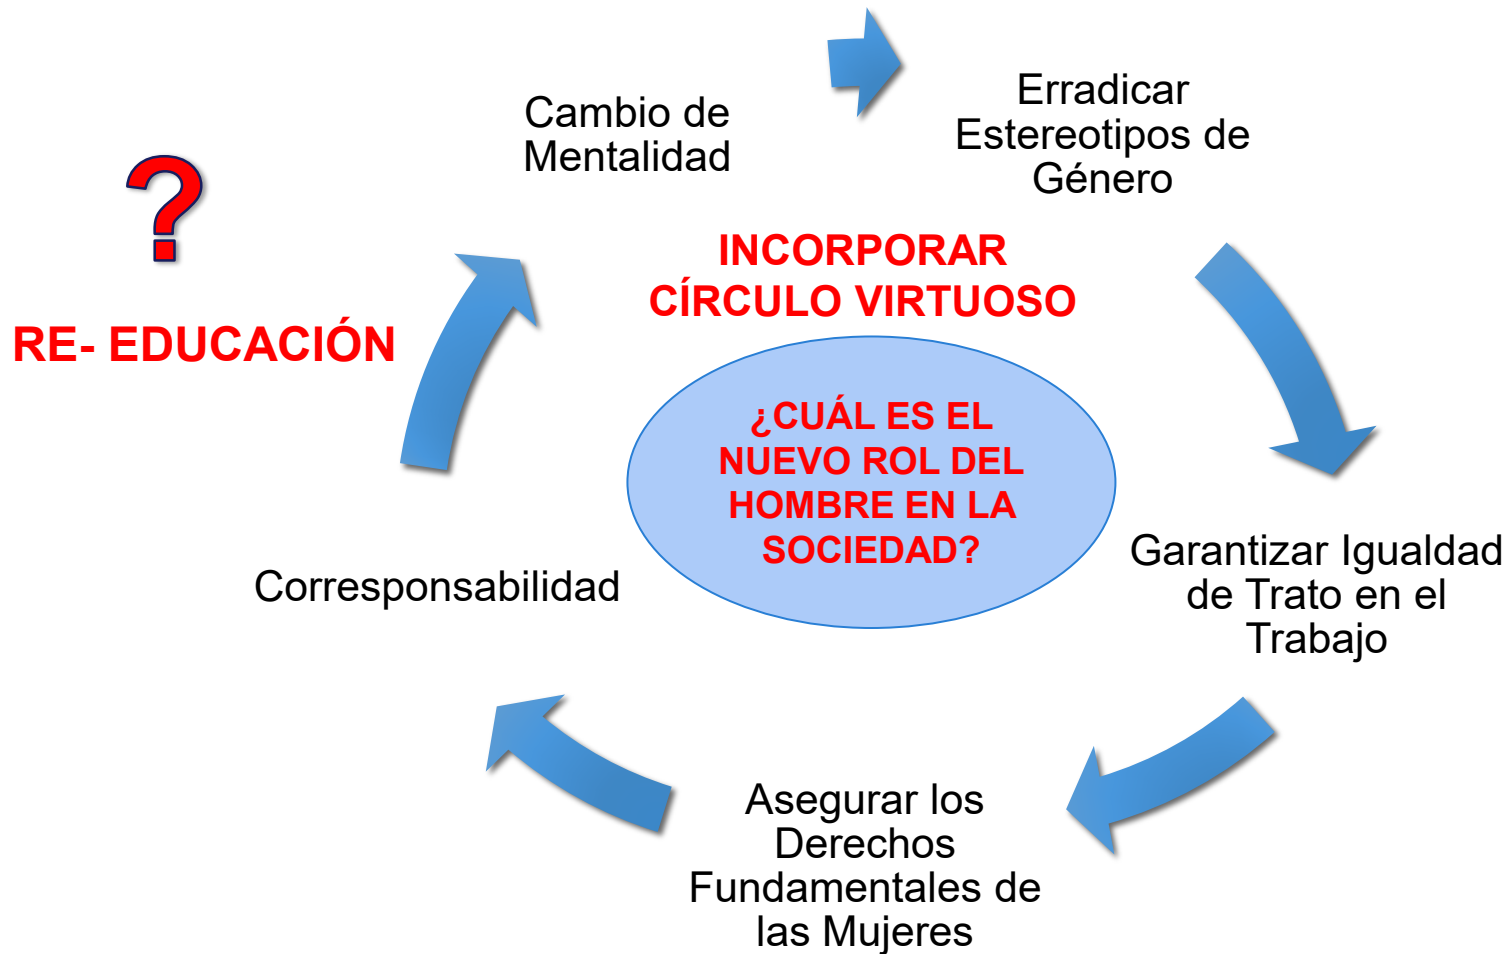 Cambio de
Mentalidad
Erradicar
Estereotipos de
Género
?
RE- EDUCACIÓN
INCORPORAR
CÍRCULO VIRTUOSO
¿CUÁL ES EL
NUEVO ROL DEL
HOMBRE EN LA
SOCIEDAD?
Garantizar Igualdad
de Trato en el
Trabajo
Corresponsabilidad
Asegurar los
Derechos
Fundamentales de
las Mujeres